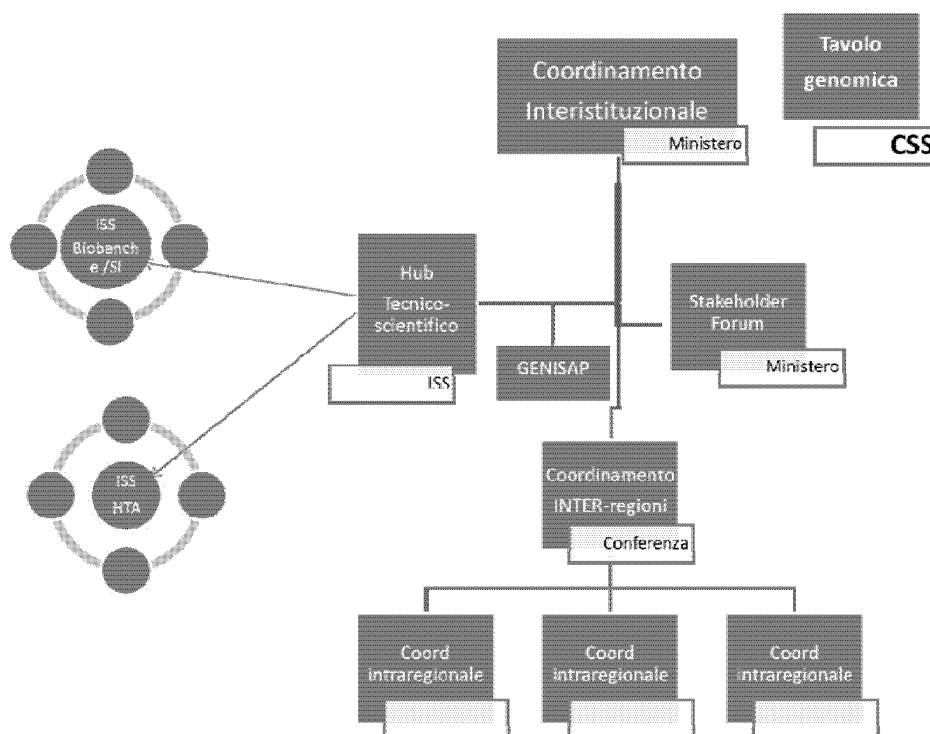 Coordinamento
Interistituzionale
Ministero
Tavolo
genomica
CSS
ISS
Biobanch
e /SI
Hub
Tecnico-
scientifico
ISS
GENISAP
Stakeholder
Forum
Ministero
ISS
HTA
Coordinamento
INTER-regioni
Conferenza
Coord
intraregionale
Coord
intraregionale
Coord
intraregionale